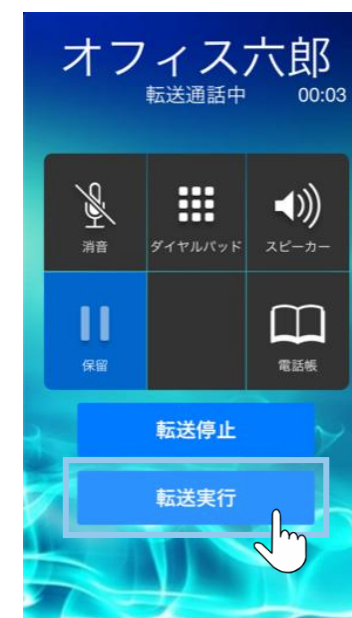 オフィス六郎
転送通話中 00:03
消音 ダイヤルパッド スピーカー
保留 電話帳
転送停止
転送実行